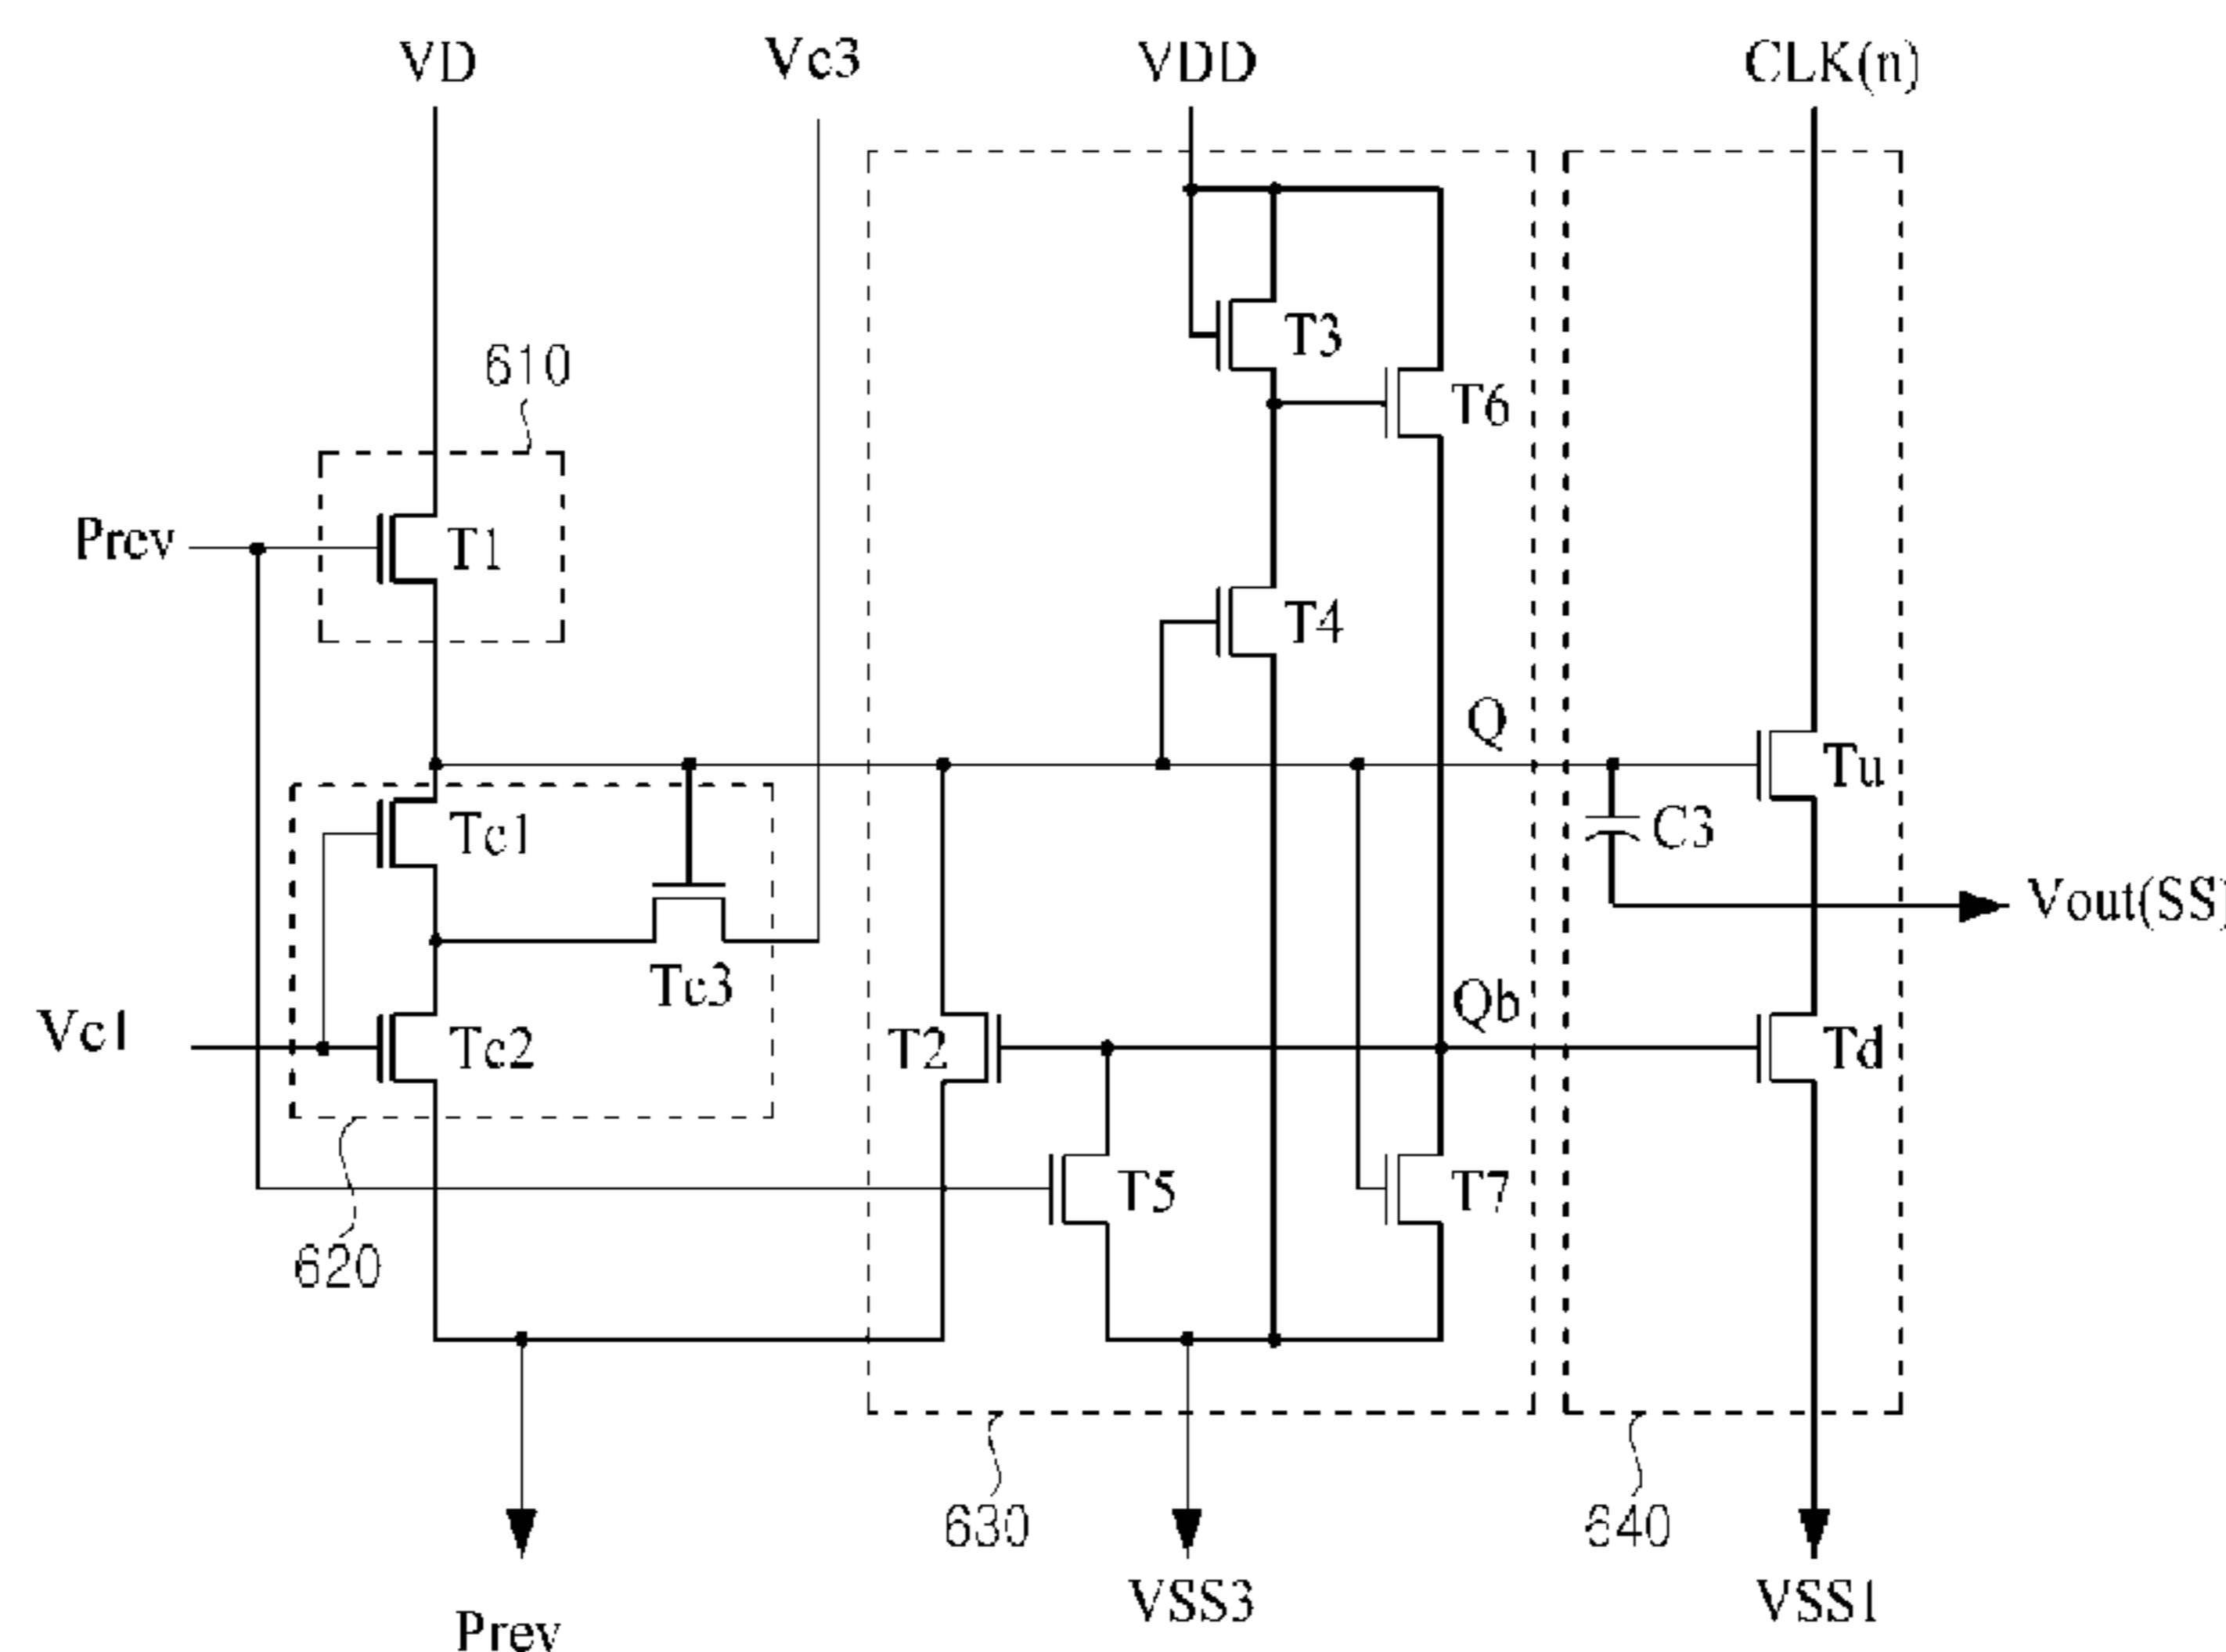 VD
Vc3
VDD
CLK(n)
610
T3
T6
Prev
T1
T4
Q
Tu
Tc1
C3
Vout(SS)
Tc3
Qb
Vc1
Tc2
T2
Td
T5
T7
620
630
640
Prev
VSS3
VSS1